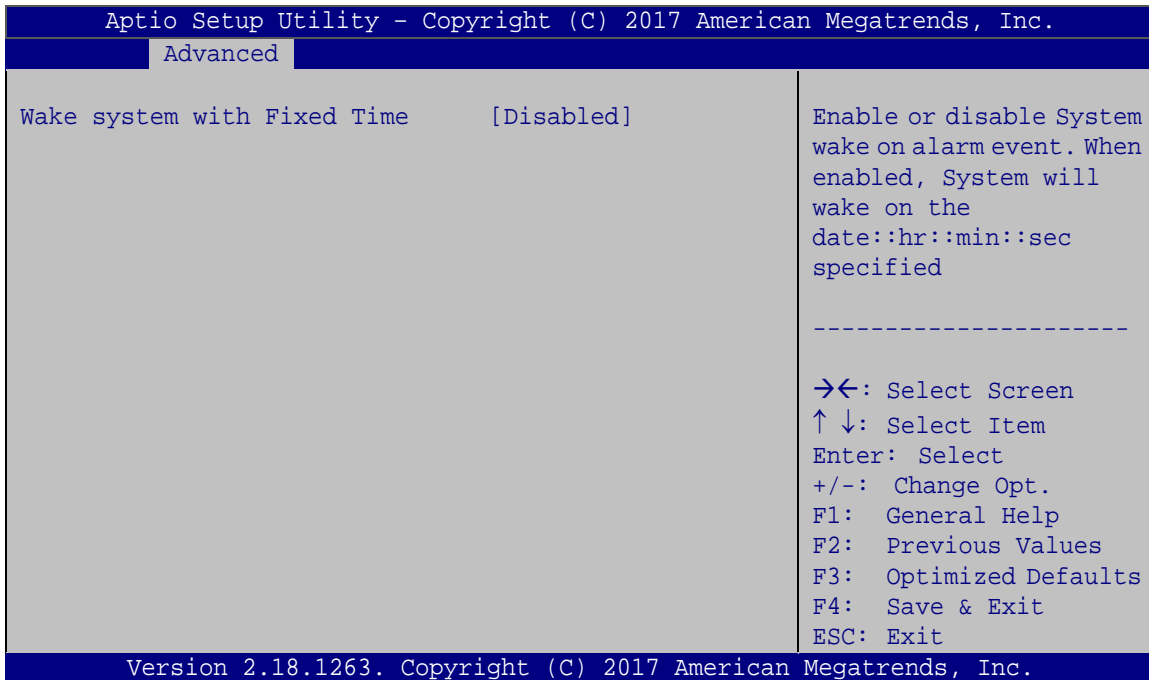 Aptio Setup Utility – Copyright (C) 2017 American Megatrends, Inc.
Advanced
Wake system with Fixed Time [Disabled]
Enable or disable System
wake on alarm event. When
enabled, System will
wake on the
date::hr::min::sec
specified
----------------------
→←: Select Screen
↑ ↓: Select Item
Enter: Select
+/-: Change Opt.
F1: General Help
F2: Previous Values
F3: Optimized Defaults
F4: Save & Exit
ESC: Exit
Version 2.18.1263. Copyright (C) 2017 American Megatrends, Inc.